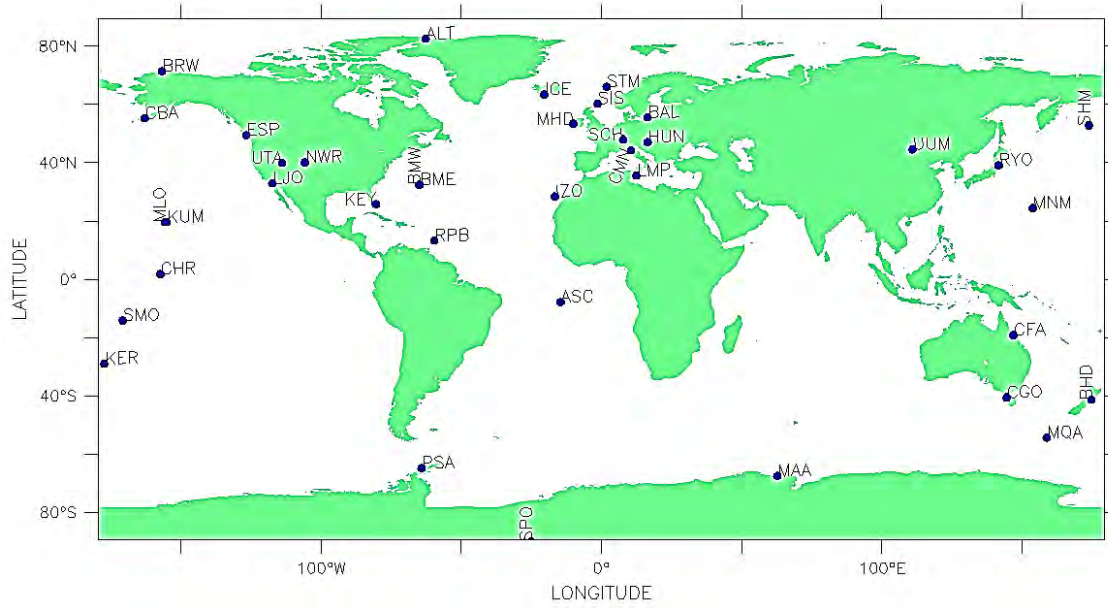 80°N
ALT
BRW
ICE
STM
SIS
CBA
MHD
BAL
SHM
ESP
SCH
HUN
UUM
40°N
UTA
NWR
BMW
CMN
RYO
LJO
BME
LMP
KEY
IZO
MLO
KUM
MNM
RPB
0°
CHR
ASC
SMO
CFA
KER
40°S
CGO
BHD
MQA
PSA
MAA
80°S
SPO
100°W
0°
100°E
LATITUDE
LONGITUDE